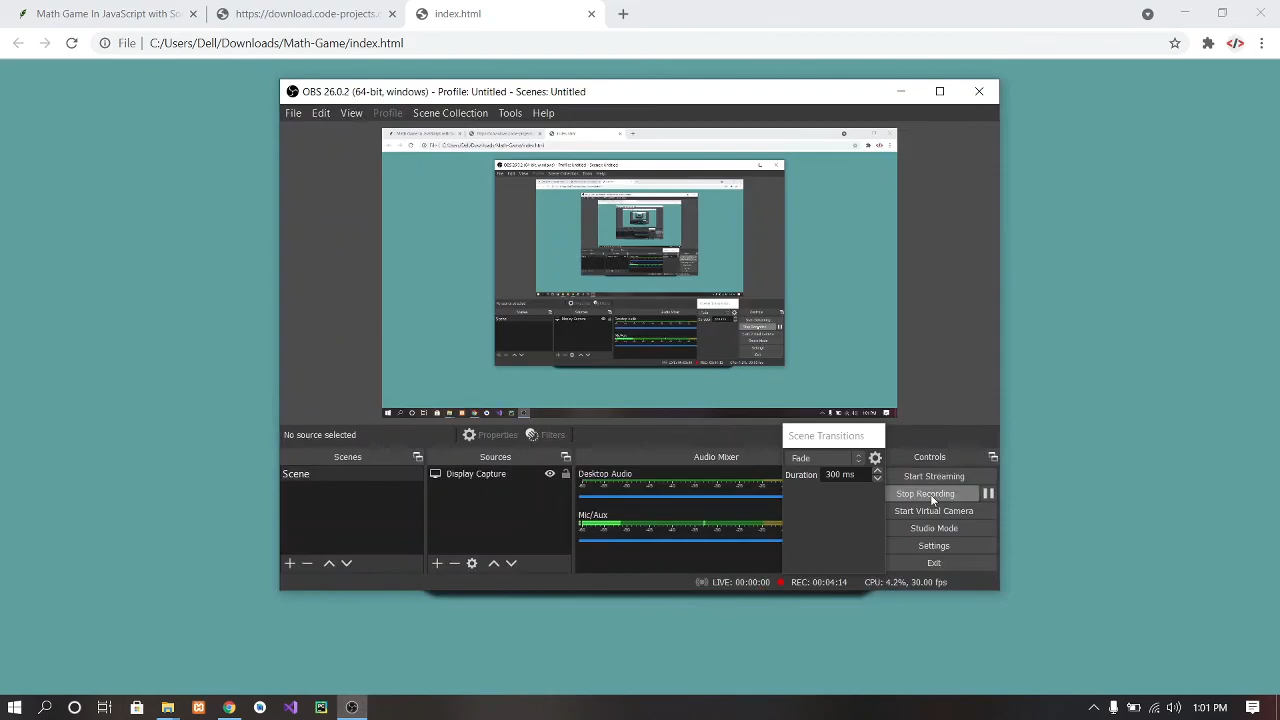 Math Game In JavaScript with So
https://download.code-projects.
index.html
File
C:/Users/Dell/Downloads/Math-Game/index.html
OBS 26.0.2 (64-bit, windows) - Profile: Untitled - Scenes: Untitled
File Edit View Profile Scene Collection Tools Help
No source selected
Properties
Filters
Scene Transitions
Scenes
Sources
Audio Mixer
Fade
Controls
Scene
Display Capture
Desktop Audio
Duration 300 ms
Start Streaming
Stop Recording
Mic/Aux
Start Virtual Camera
Studio Mode
Settings
Exit
LIVE: 00:00:00
REC: 00:04:14
CPU: 4.2%, 30.00 fps
1:01 PM